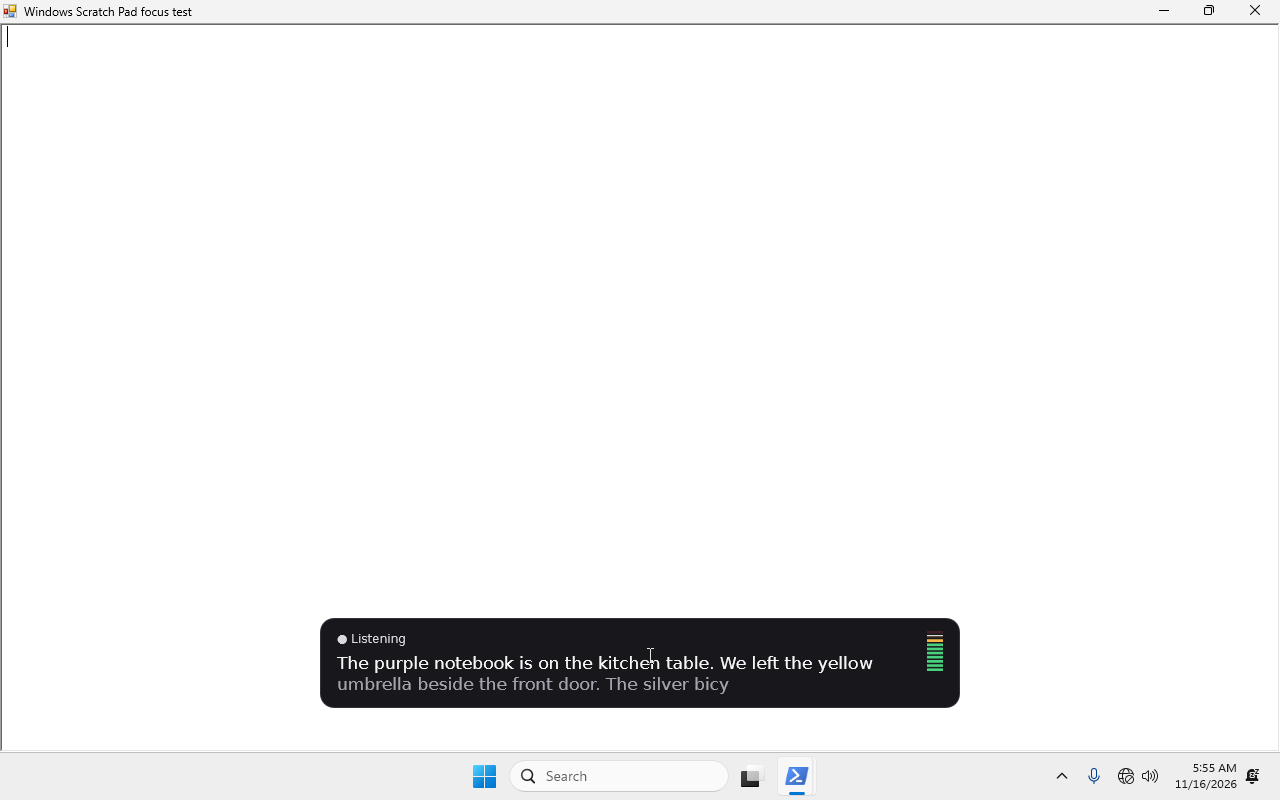 Windows Scratch Pad focus test
Listening
The purple notebook is on the kitchen table. We left the yellow
umbrella beside the front door. The silver bicy
Search
5:55 AM
11/16/2026